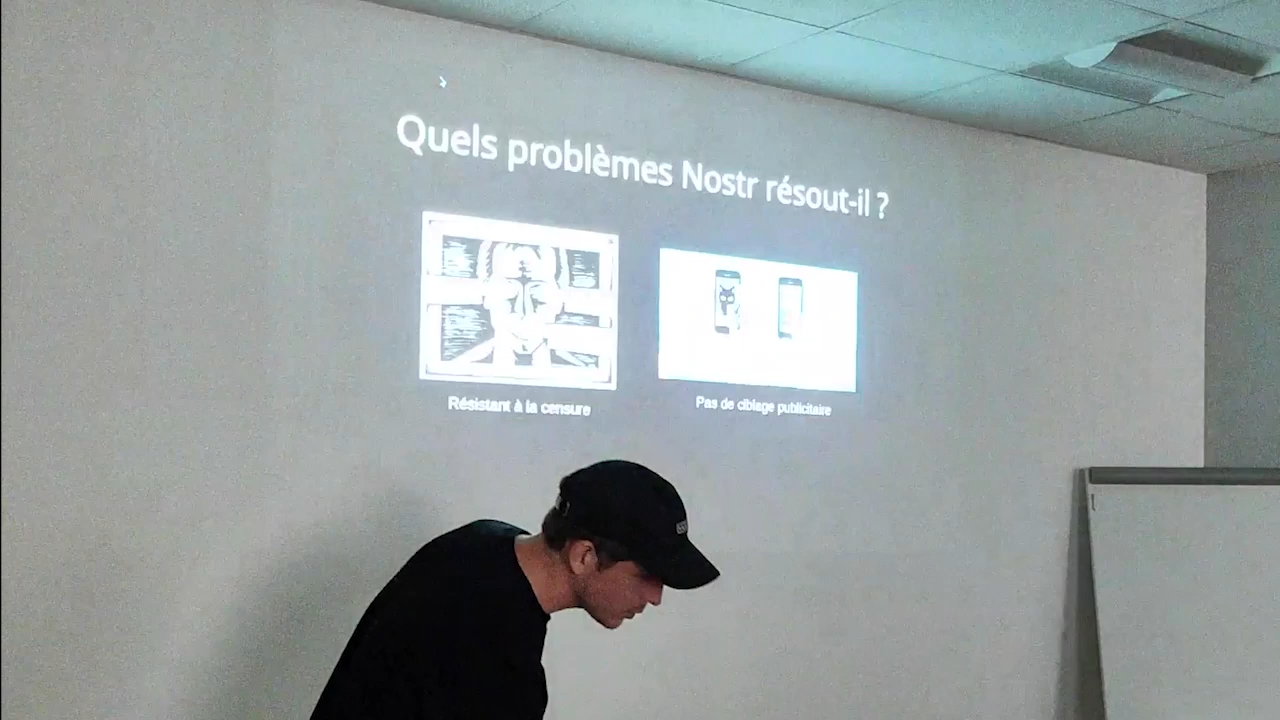 Quels problèmes Nostr résout-il ?
Résistant à la censure
Pas de ciblage publicitaire